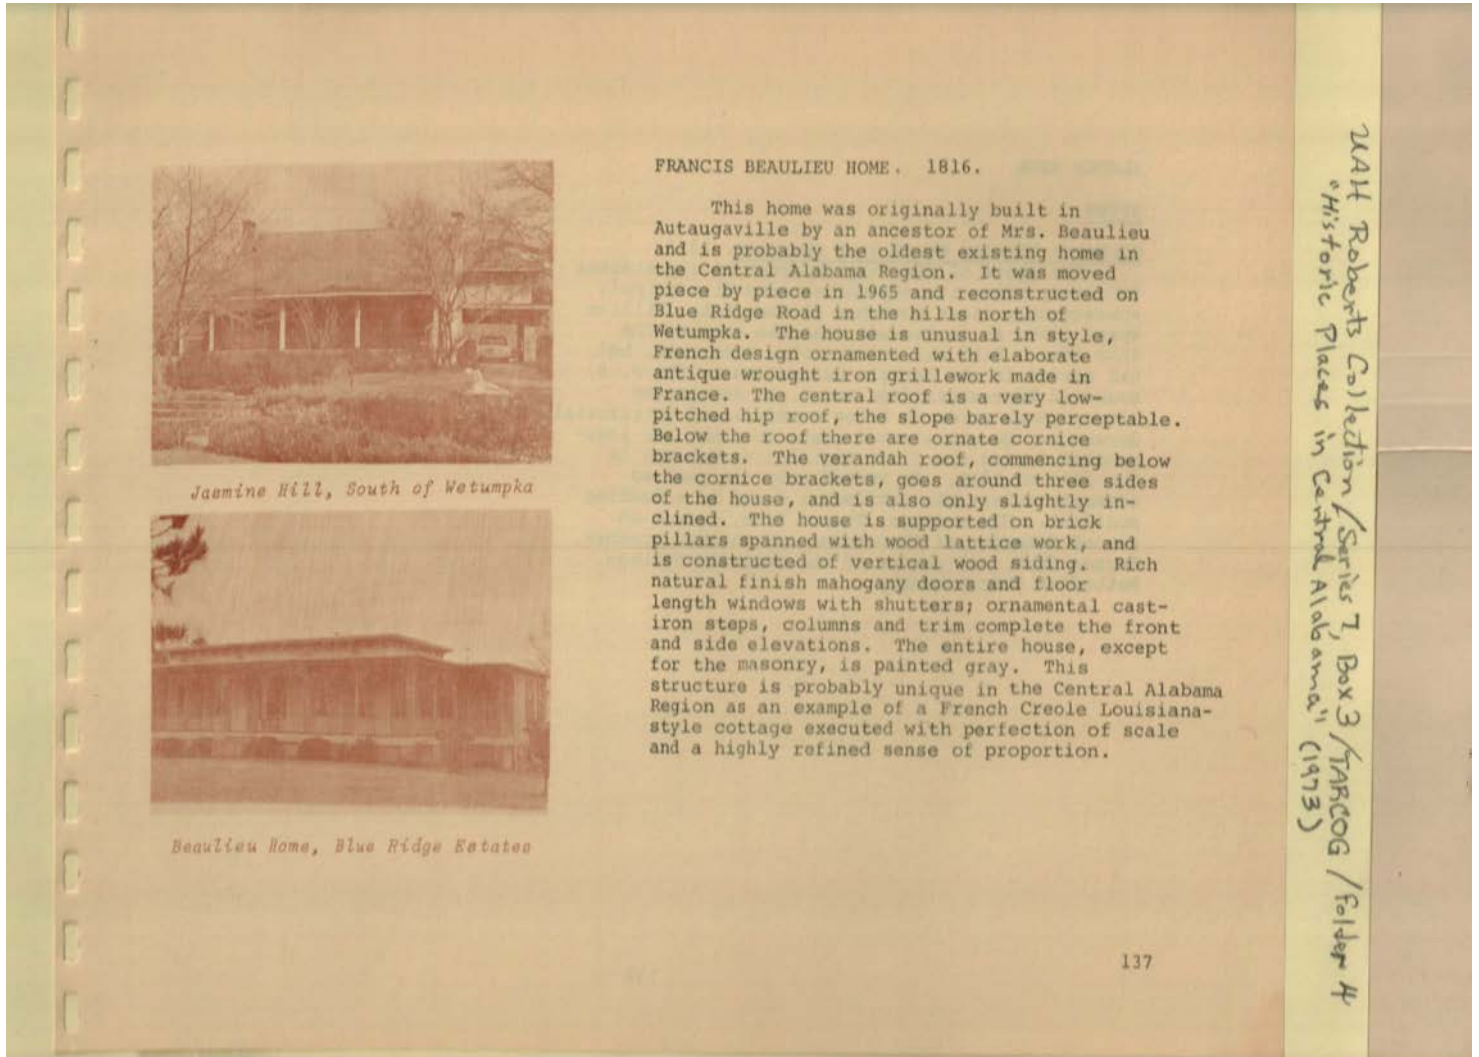 FRANCIS BEAULIEU HOME. 1816.
This home was originally built in
Autaugaville by an ancestor of Mrs. Beaulieu
and is probably the oldest existing home in
the Central Alabama Region. It was moved
piece by piece in 1965 and reconstructed on
Blue Ridge Road in the hills north of
Wetumpka. The house is unusual in style,
French design ornamented with elaborate
antique wrought iron grillework made in
France. The central roof is a very low-
pitched hip roof, the slope barely perceptable.
Below the roof there are ornate cornice
brackets. The verandah roof, commencing below
the cornice brackets, goes around three sides
of the house, and is also only slightly in-
clined. The house is supported on brick
pillars spanned with wood lattice work, and
is constructed of vertical wood siding. Rich
natural finish mahogany doors and floor
length windows with shutters; ornamental cast-
iron steps, columns and trim complete the front
and side elevations. The entire house, except
for the masonry, is painted gray. This
structure is probably unique in the Central Alabama
Region as an example of a French Creole Louisiana-
style cottage executed with perfection of scale
and a highly refined sense of proportion.
Jasmine Hill, South of Wetumpka
Beaulieu Home, Blue Ridge Estates
137
UAH Roberts Collection/Series 7, Box 3/TARCOG/Folder 4
"Historic Places in Central Alabama" (1973)